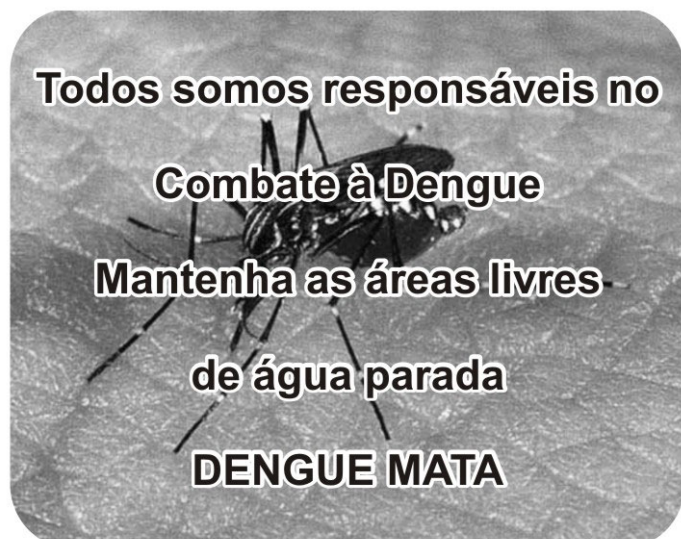 Todos somos responsáveis no
Combate à Dengue
Mantenha as áreas livres
de água parada
DENGUE MATA